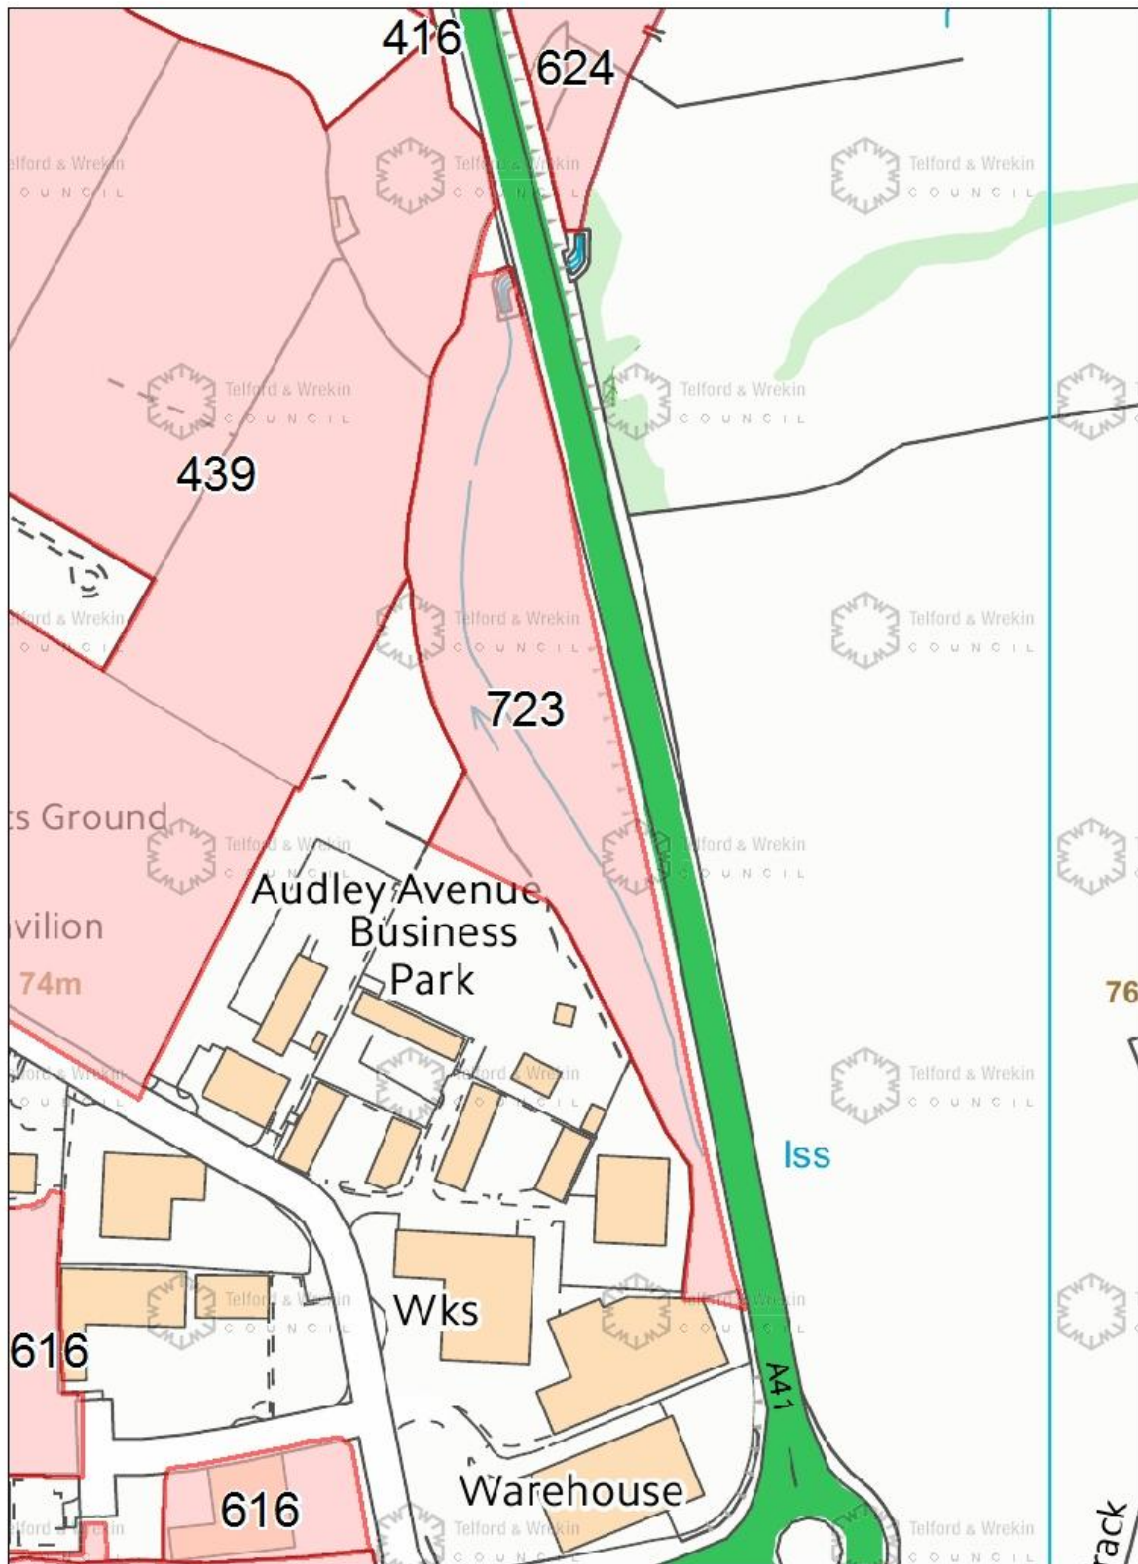 416
624
Telford & Wrekin
COUNCIL
439
723
ts Ground
avilion
74m
Audley Avenue
Business
Park
76
Iss
Wks
616
A41
Warehouse
616
rack